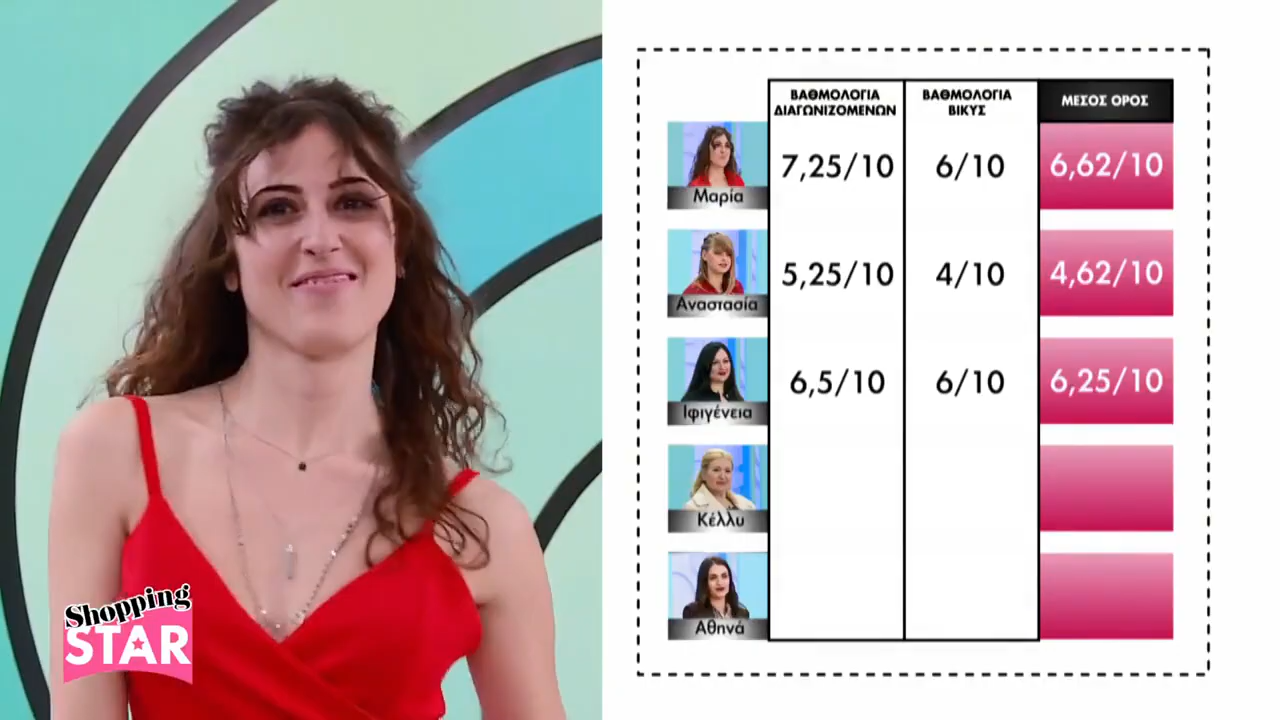 ΒΑΘΜΟΛΟΓΙΑ
ΔΙΑΓΩΝΙΖΟΜΕΝΩΝ
ΒΑΘΜΟΛΟΓΙΑ
ΒΙΚΥΣ
ΜΕΣΟΣ ΟΡΟΣ
Μαρία
7,25/10
6/10
6,62/10
Αναστασία
5,25/10
4/10
4,62/10
Ιφιγένεια
6,5/10
6/10
6,25/10
Κέλλυ
Αθηνά
Shopping
STAR